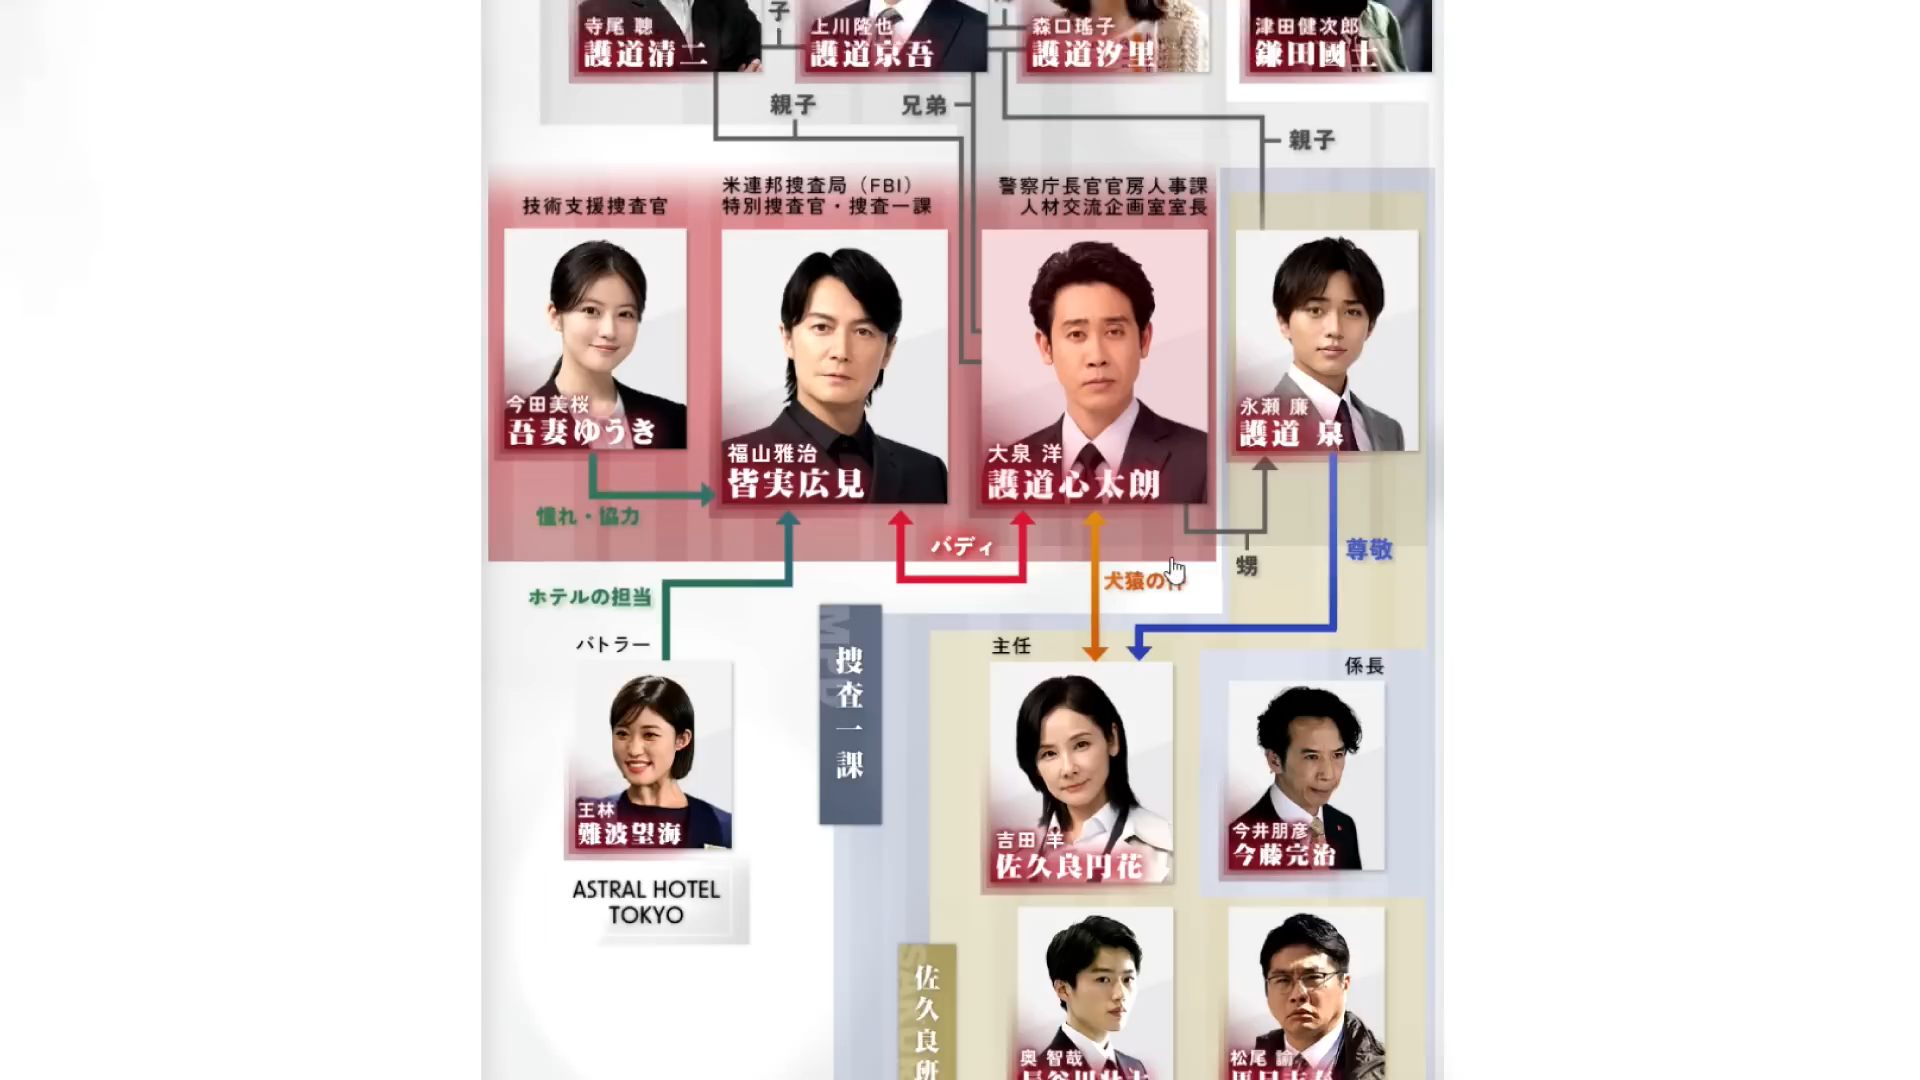 寺尾 聰
護道清二
子
上川隆也
護道京吾
森口瑤子
護道汐里
津田健次郎
鎌田國士
親子
兄弟
親子
技術支援捜査官
米連邦捜査局（FBI）
特別捜査官・捜査一課
警察庁長官官房人事課
人材交流企画室室長
今田美桜
吾妻ゆうき
福山雅治
皆実広見
大泉 洋
護道心太朗
永瀬 廉
護道 泉
憧れ・協力
バディ
犬猿の
甥
尊敬
ホテルの担当
バトラー
王林
難波望海
ASTRAL HOTEL
TOKYO
捜査一課
主任
吉田 羊
佐久良円花
係長
今井朋彦
今藤完治
佐久良班
奥 智哉
松尾 諭